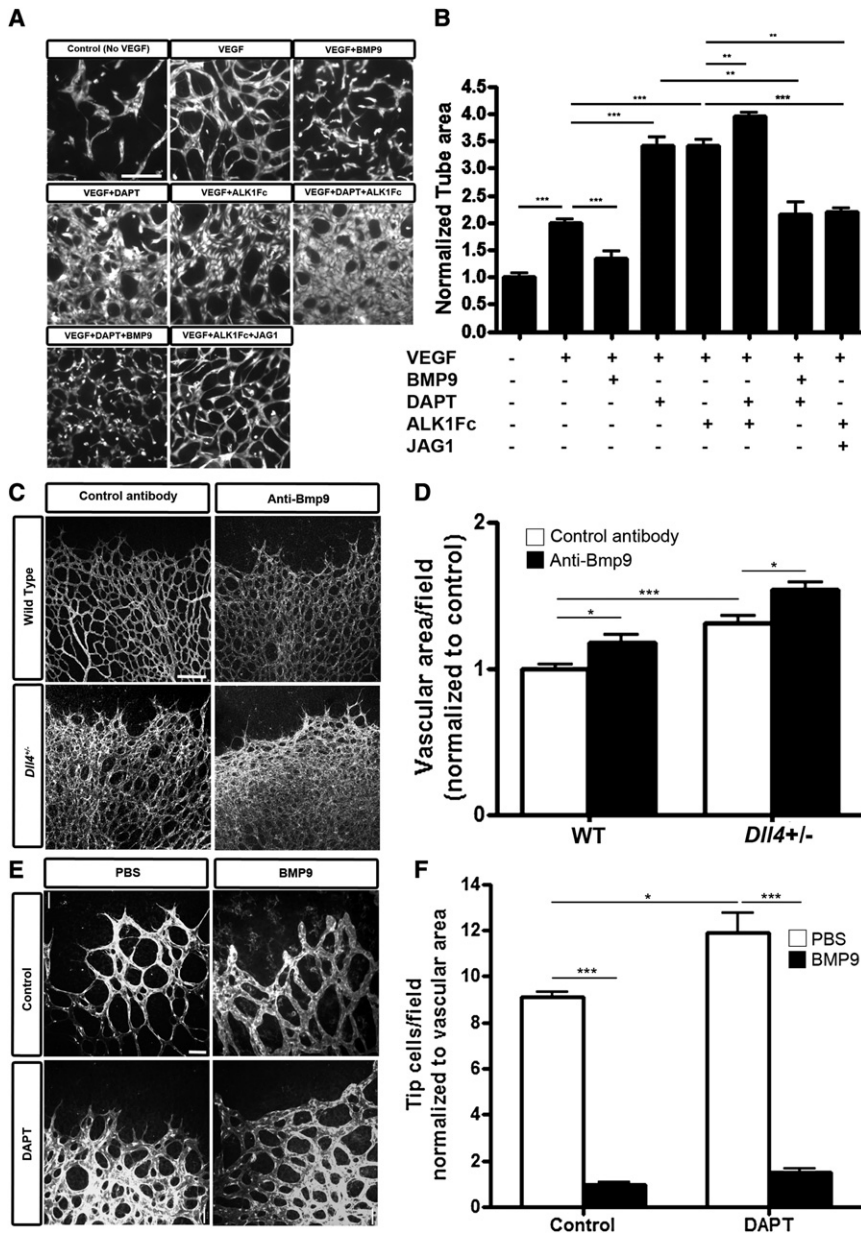 A
Control (No VEGF) VEGF VEGF+BMP9
VEGF+DAPT VEGF+ALK1Fc VEGF+DAPT+ALK1Fc
VEGF+DAPT+BMP9 VEGF+ALK1Fc+JAG1
B
Normalized Tube area
4.5
4.0
3.5
3.0
2.5
2.0
1.5
1.0
0.5
0.0
*** *** *** *** ** ** *** **
VEGF - + + + + + + +
BMP9 - - + - - - + -
DAPT - - - + - + + -
ALK1Fc - - - - + + - +
JAG1 - - - - - - - +
C
Control antibody Anti-Bmp9
Wild Type
Dll4+/-
D
Vascular area/field
(normalized to control)
2
1
0
Control antibody
Anti-Bmp9
* *** *
WT Dll4+/-
E
PBS BMP9
Control
DAPT
F
Tip cells/field
normalized to vascular area
14
12
10
8
6
4
2
0
PBS
BMP9
*** * ***
Control DAPT